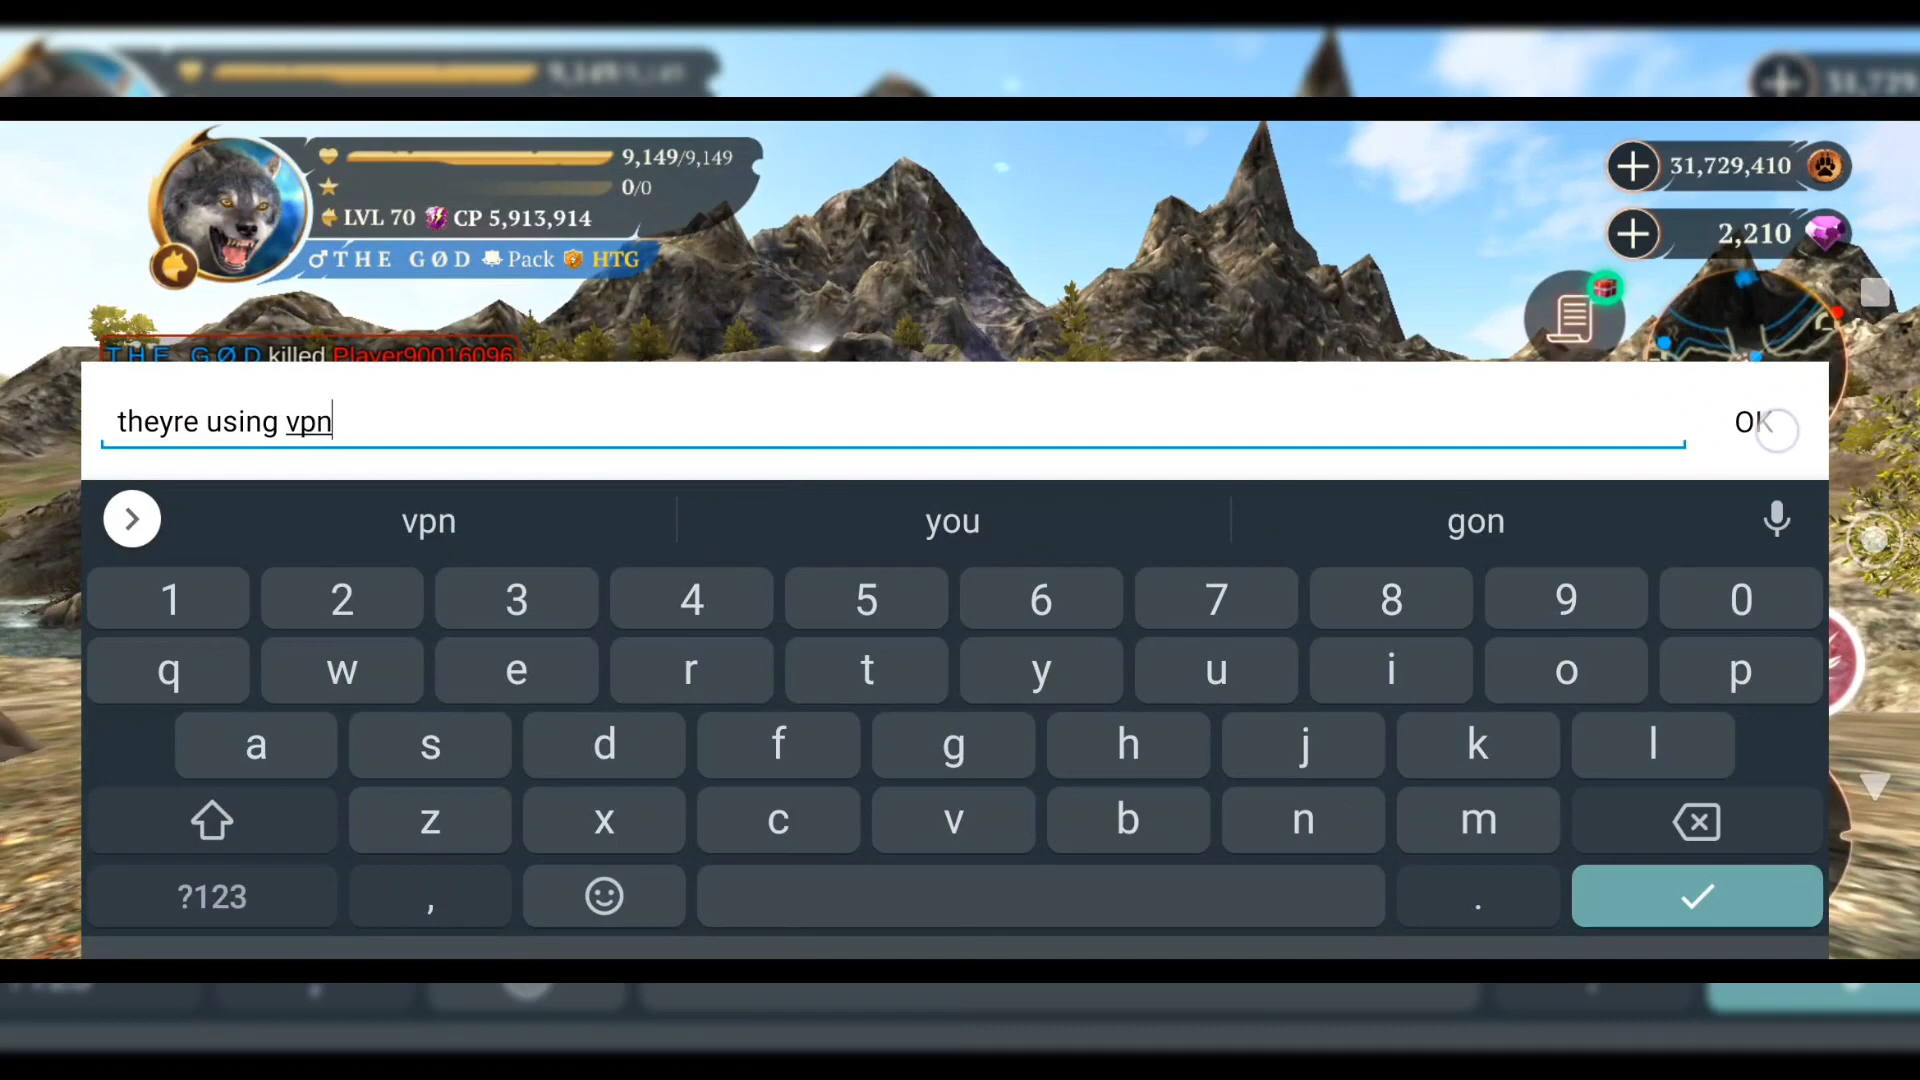 9,149/9,149
31,729,410
0/0
LVL 70 CP 5,913,914
2,210
♂THE GØD Pack HTG
THE GØD killed Player90016096
theyre using vpn
OK
vpn you gon
1 2 3 4 5 6 7 8 9 0
q w e r t y u i o p
a s d f g h j k l
z x c v b n m
?123 , .